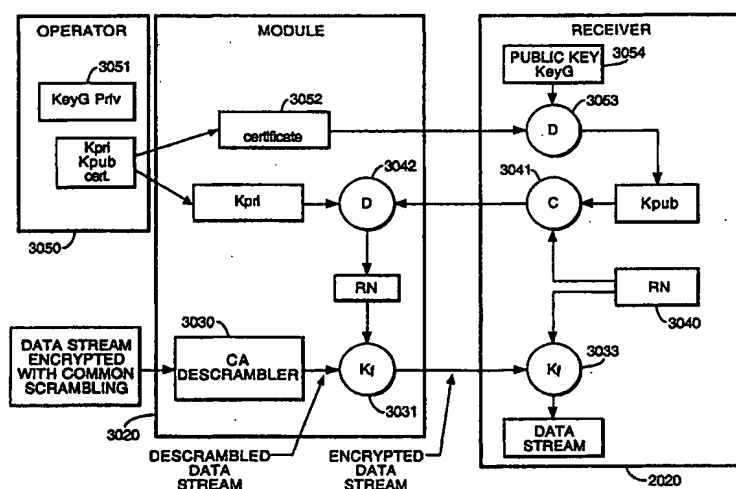 OPERATOR
3051
KeyG Priv
Kpri
Kpub
cert.
3050
MODULE
3052
certificate
3042
Kpri
D
RN
3030
CA
DESCRAMBLER
Kf
3031
3020
DATA STREAM
ENCRYPTED
WITH COMMON
SCRAMBLING
DESCRAMBLED
DATA
STREAM
ENCRYPTED
DATA
STREAM
RECEIVER
PUBLIC KEY
KeyG
3054
D
3053
3041
C
Kpub
RN
3040
Kf
3033
DATA
STREAM
2020